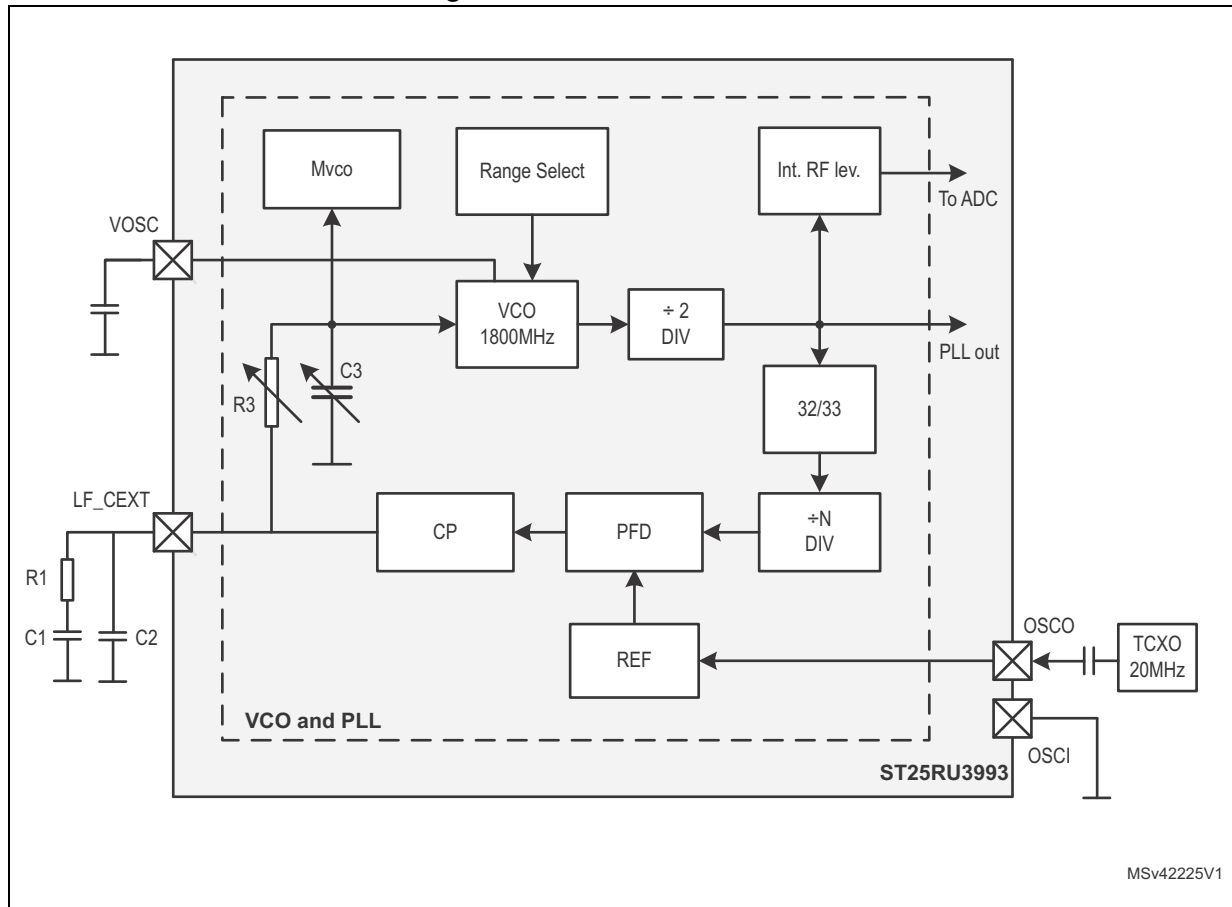 Mvco
Range Select
Int. RF lev.
To ADC
VOSC
VCO
1800MHz
÷ 2
DIV
PLL out
C3
R3
32/33
LF_CEXT
CP
PFD
÷N
DIV
R1
C1
C2
REF
OSCO
TCXO
20MHz
VCO and PLL
OSCI
ST25RU3993
MSv42225V1